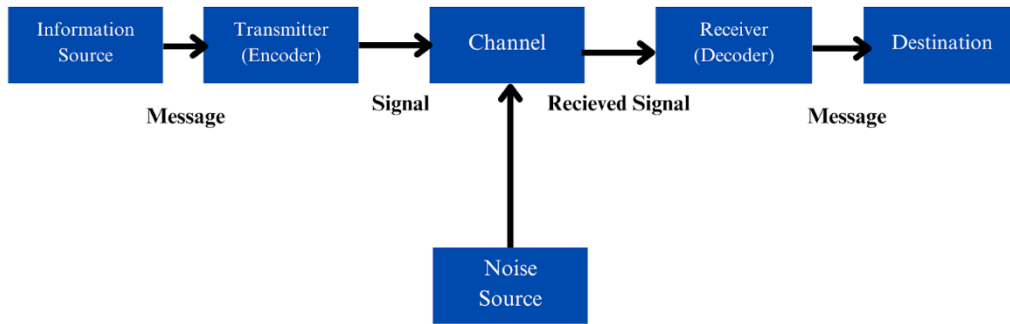 Information
Source
Transmitter
(Encoder)
Channel
Receiver
(Decoder)
Destination
Message
Signal
Recieved Signal
Message
Noise
Source